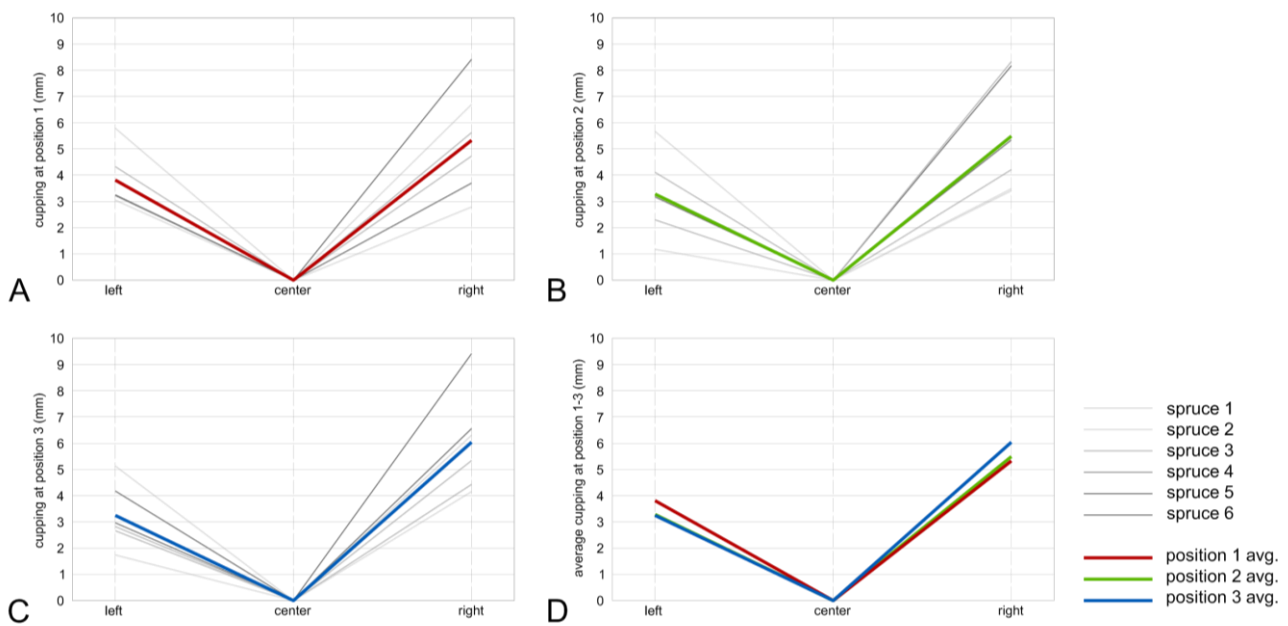 10
9
8
7
6
5
4
3
2
1
0
cupping at position 1 (mm)
left
center
right
A
10
9
8
7
6
5
4
3
2
1
0
cupping at position 2 (mm)
left
center
right
B
10
9
8
7
6
5
4
3
2
1
0
cupping at position 3 (mm)
left
center
right
C
10
9
8
7
6
5
4
3
2
1
0
average cupping at position 1-3 (mm)
left
center
right
D
spruce 1
spruce 2
spruce 3
spruce 4
spruce 5
spruce 6
position 1 avg.
position 2 avg.
position 3 avg.